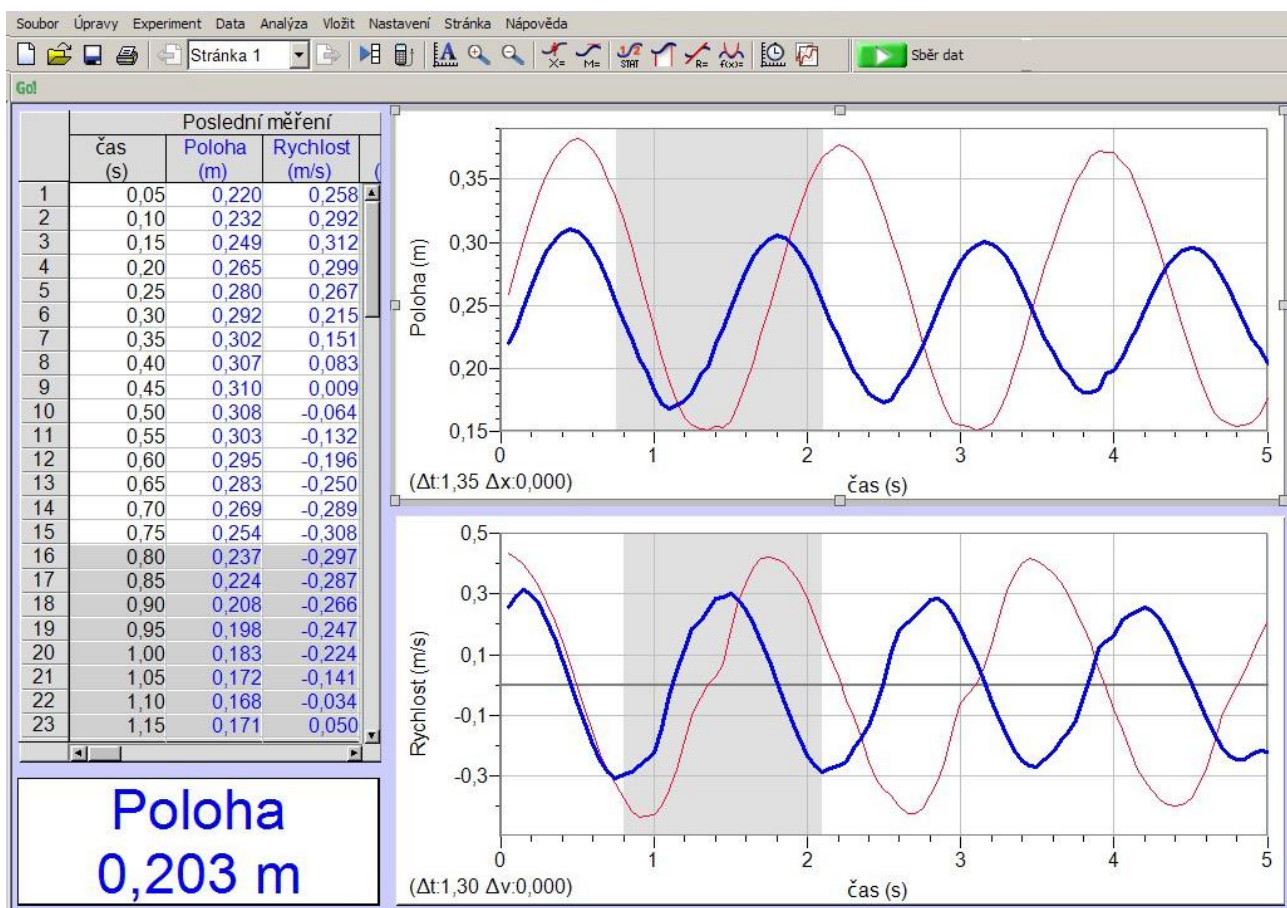 Soubor Úpravy Experiment Data Analýza Vložit Nastavení Stránka Nápověda
Stránka 1 X= M= 1/2 STAT R= f(x)= Sběr dat
Go!
Poslední měření
čas Poloha Rychlost
(s) (m) (m/s) (
1 0,05 0,220 0,258
2 0,10 0,232 0,292
3 0,15 0,249 0,312
4 0,20 0,265 0,299
5 0,25 0,280 0,267
6 0,30 0,292 0,215
7 0,35 0,302 0,151
8 0,40 0,307 0,083
9 0,45 0,310 0,009
10 0,50 0,308 -0,064
11 0,55 0,303 -0,132
12 0,60 0,295 -0,196
13 0,65 0,283 -0,250
14 0,70 0,269 -0,289
15 0,75 0,254 -0,308
16 0,80 0,237 -0,297
17 0,85 0,224 -0,287
18 0,90 0,208 -0,266
19 0,95 0,198 -0,247
20 1,00 0,183 -0,224
21 1,05 0,172 -0,141
22 1,10 0,168 -0,034
23 1,15 0,171 0,050
Poloha
0,203 m
Poloha (m)
0,35
0,30
0,25
0,20
0,15
0 1 2 3 4 5
(Δt:1,35 Δx:0,000) čas (s)
Rychlost (m/s)
0,5
0,3
0,1
-0,1
-0,3
0 1 2 3 4 5
(Δt:1,30 Δv:0,000) čas (s)